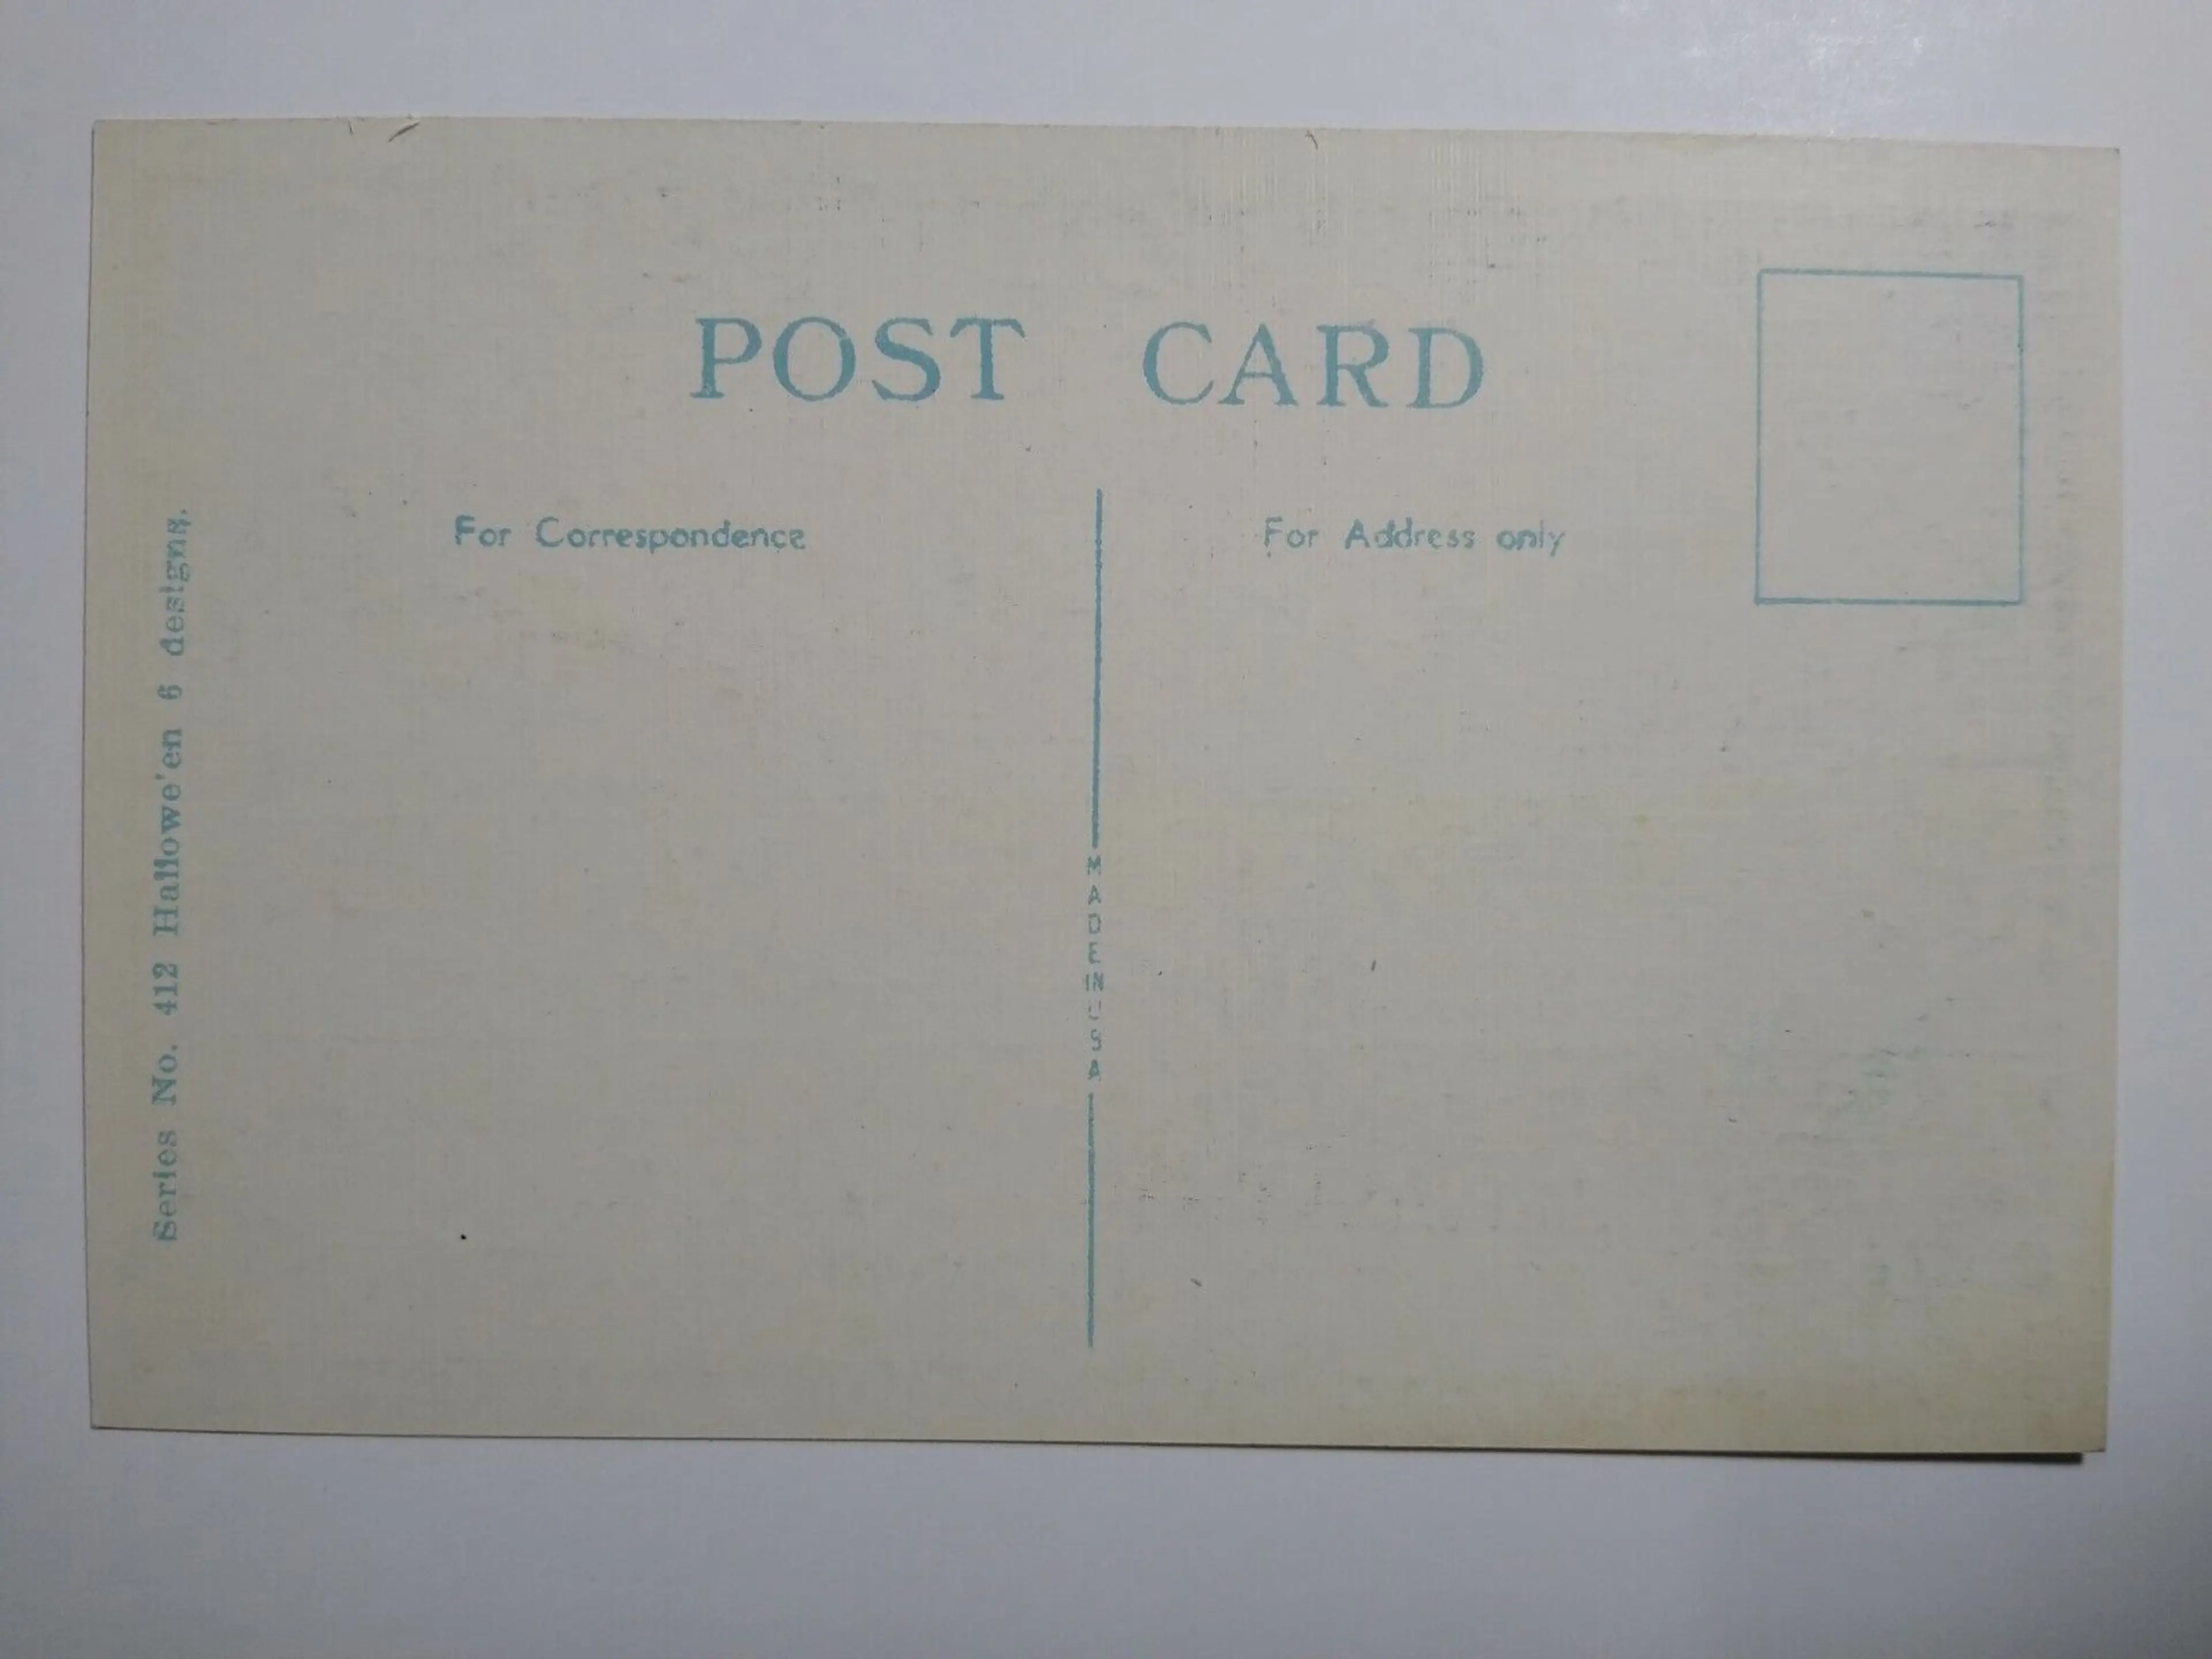 POST CARD
For Correspondence
For Address only
MADE IN USA
Series No. 412 Hallowe'en 6 designs.